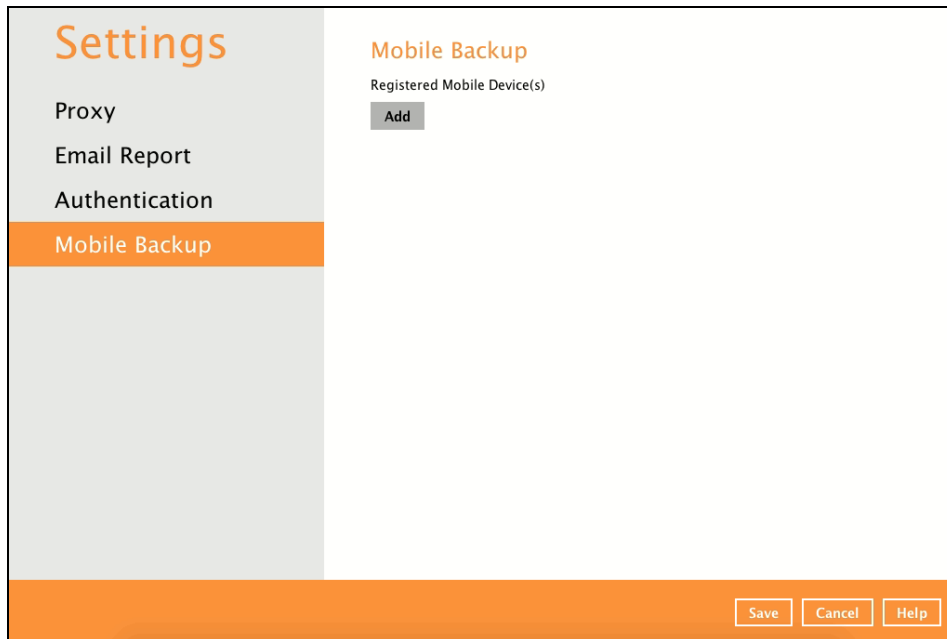 Settings
Proxy
Email Report
Authentication
Mobile Backup
Mobile Backup
Registered Mobile Device(s)
Add
Save Cancel Help